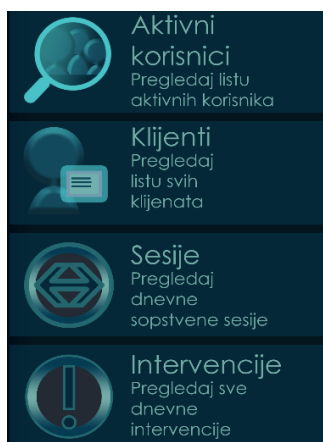 Aktivni
korisnici
Pregledaj listu
aktivnih korisnika
Klijenti
Pregledaj
listu svih
klijenata
Sesije
Pregledaj
dnevne
sopstvene sesije
Intervencije
Pregledaj sve
dnevne
intervencije